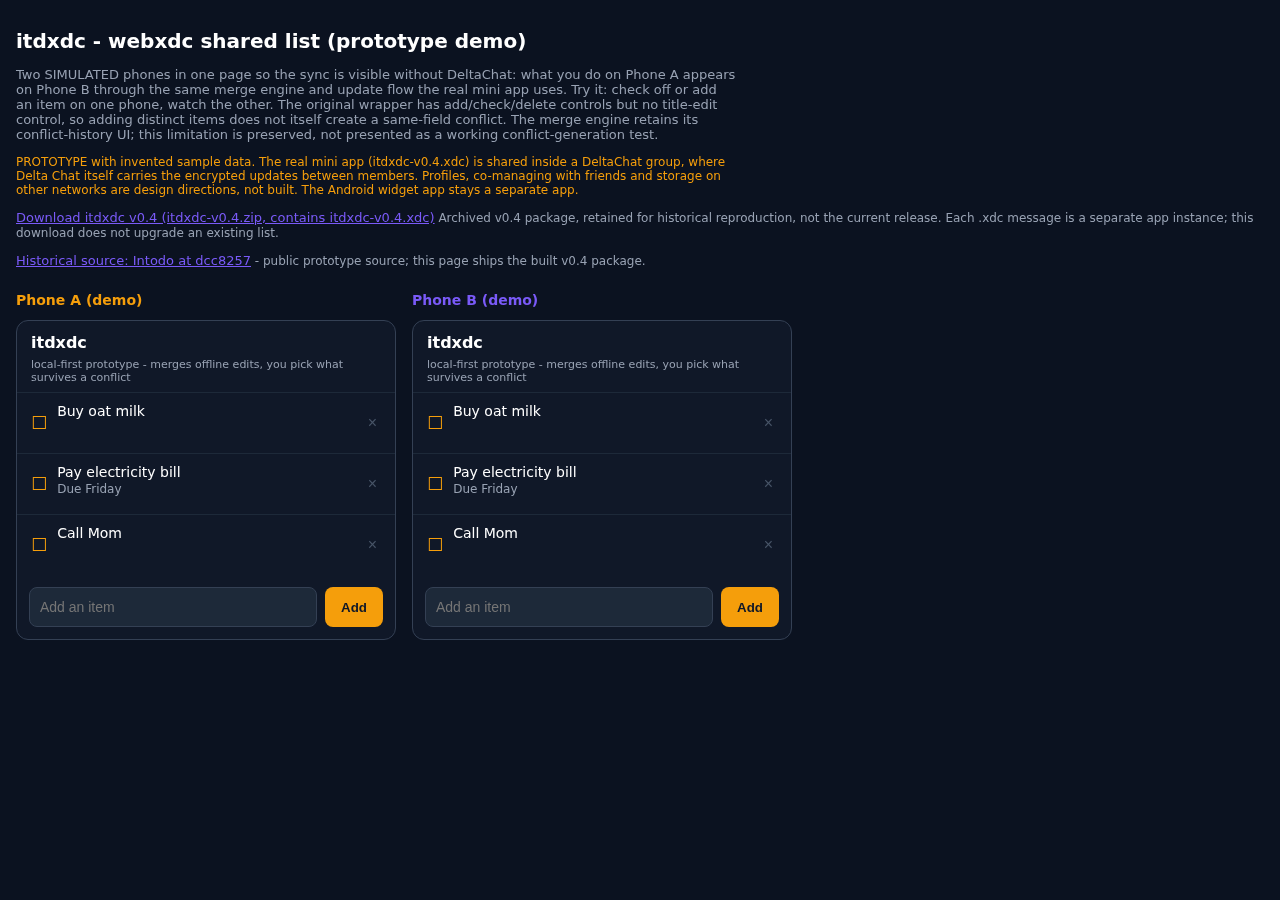 itdxdc - webxdc shared list (prototype demo)
Two SIMULATED phones in one page so the sync is visible without DeltaChat: what you do on Phone A appears
on Phone B through the same merge engine and update flow the real mini app uses. Try it: check off or add
an item on one phone, watch the other. The original wrapper has add/check/delete controls but no title-edit
control, so adding distinct items does not itself create a same-field conflict. The merge engine retains its
conflict-history UI; this limitation is preserved, not presented as a working conflict-generation test.
PROTOTYPE with invented sample data. The real mini app (itdxdc-v0.4.xdc) is shared inside a DeltaChat group, where
Delta Chat itself carries the encrypted updates between members. Profiles, co-managing with friends and storage on
other networks are design directions, not built. The Android widget app stays a separate app.
Download itdxdc v0.4 (itdxdc-v0.4.zip, contains itdxdc-v0.4.xdc) Archived v0.4 package, retained for historical reproduction, not the current release. Each .xdc message is a separate app instance; this
download does not upgrade an existing list.
Historical source: Intodo at dcc8257 - public prototype source; this page ships the built v0.4 package.
Phone A (demo)
itdxdc
local-first prototype - merges offline edits, you pick what
survives a conflict
Buy oat milk
×
Pay electricity bill
Due Friday
×
Call Mom
×
Add an item
Add
Phone B (demo)
itdxdc
local-first prototype - merges offline edits, you pick what
survives a conflict
Buy oat milk
×
Pay electricity bill
Due Friday
×
Call Mom
×
Add an item
Add